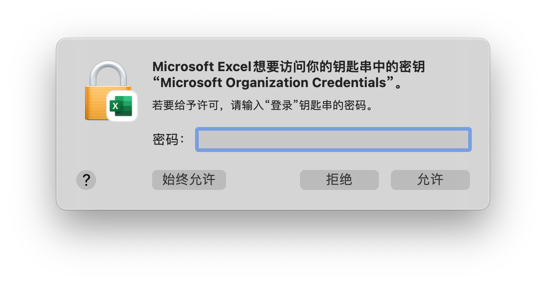 Microsoft Excel想要访问你的钥匙串中的密钥
“Microsoft Organization Credentials”。
若要给予许可，请输入“登录”钥匙串的密码。
密码：
? 始终允许 拒绝 允许